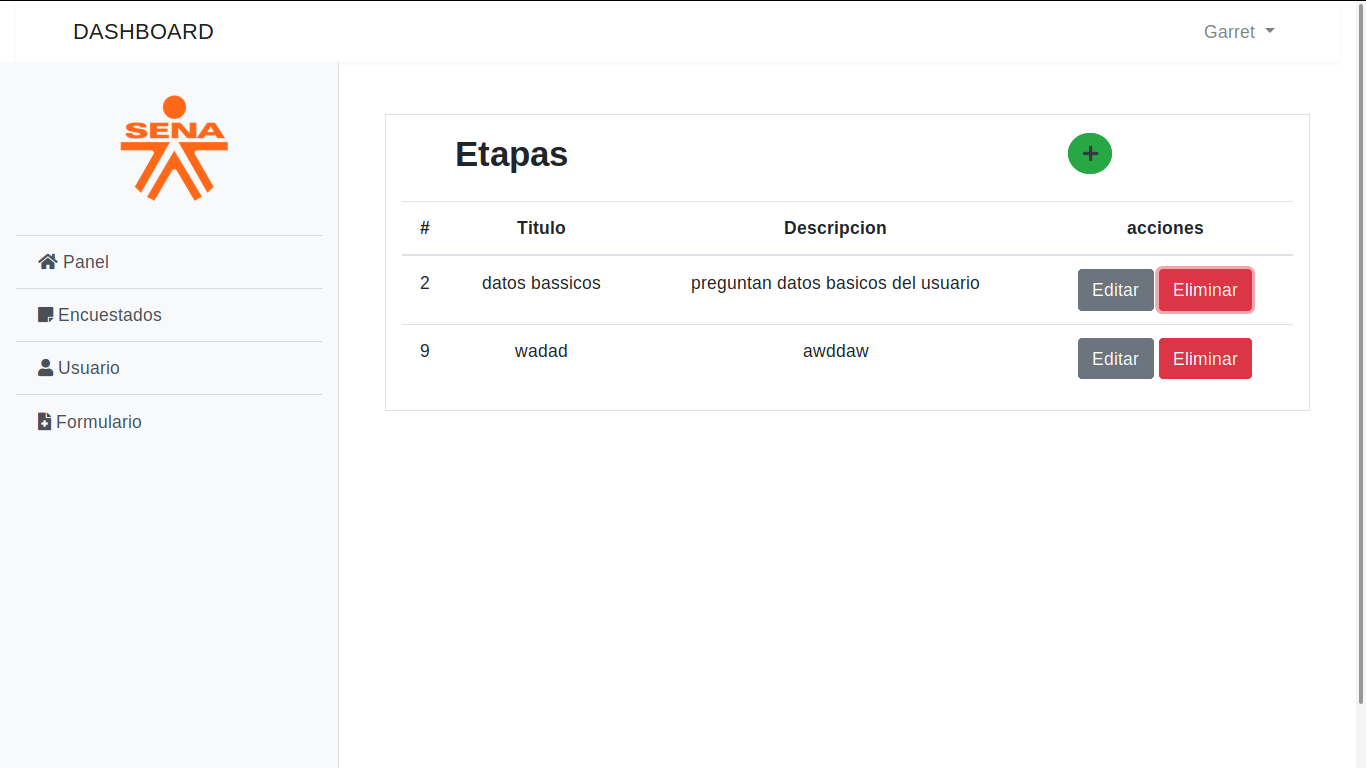 DASHBOARD
Garret
SENA
Panel
Encuestados
Usuario
Formulario
Etapas
# Titulo Descripcion acciones
2 datos bassicos preguntan datos basicos del usuario Editar Eliminar
9 wadad awddaw Editar Eliminar